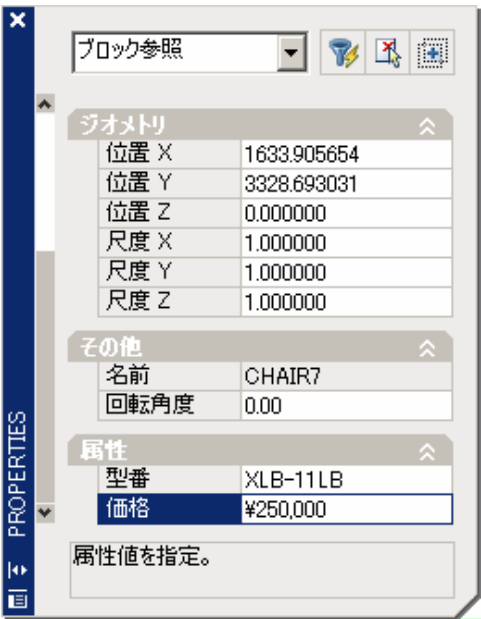 ブロック参照
ジオメトリ
位置 X 1633.905654
位置 Y 3328.693031
位置 Z 0.000000
尺度 X 1.000000
尺度 Y 1.000000
尺度 Z 1.000000
その他
名前 CHAIR7
回転角度 0.00
属性
型番 XLB-11LB
価格 ¥250,000
属性値を指定。
PROPERTIES